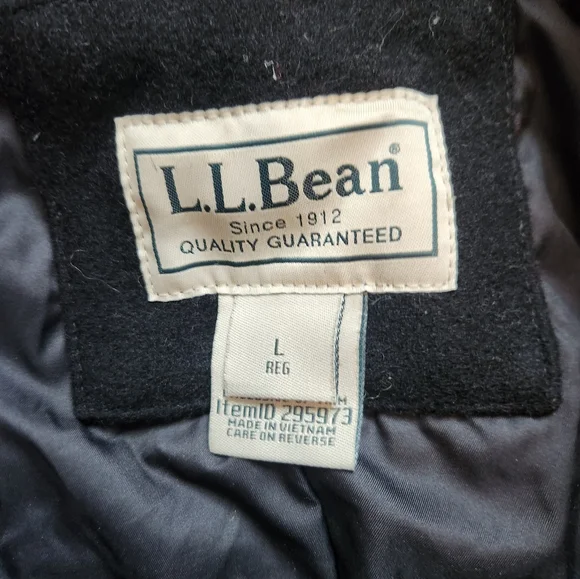 L.L.Bean®
Since 1912
QUALITY GUARANTEED
L
REG
ItemID 295973
MADE IN VIETNAM
CARE ON REVERSE